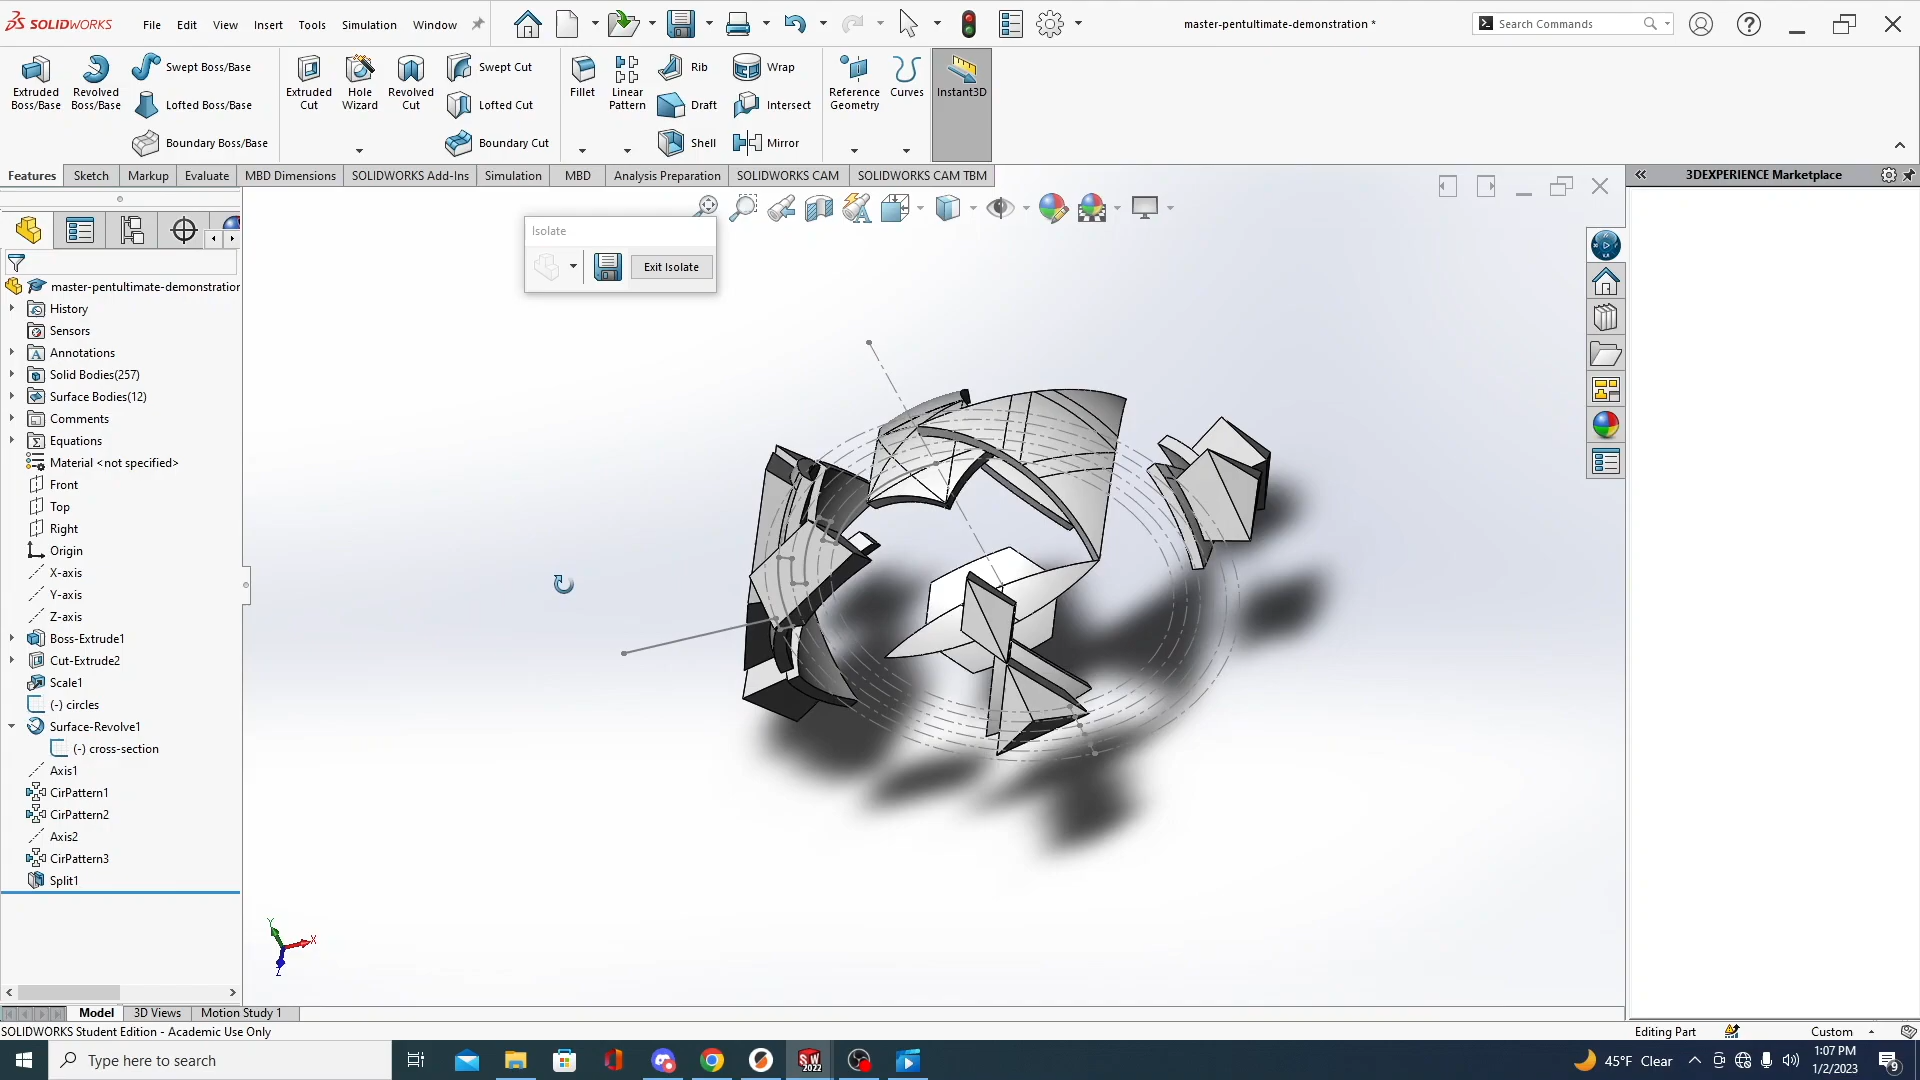 SOLIDWORKS File Edit View Insert Tools Simulation Window master-pentultimate-demonstration * Search Commands
Extruded Boss/Base
Revolved Boss/Base
Swept Boss/Base
Lofted Boss/Base
Boundary Boss/Base
Extruded Cut
Hole Wizard
Revolved Cut
Swept Cut
Lofted Cut
Boundary Cut
Fillet
Linear Pattern
Rib
Draft
Shell
Wrap
Intersect
Mirror
Reference Geometry
Curves
Instant3D
Features Sketch Markup Evaluate MBD Dimensions SOLIDWORKS Add-Ins Simulation MBD Analysis Preparation SOLIDWORKS CAM SOLIDWORKS CAM TBM
3DEXPERIENCE Marketplace
Isolate
Exit Isolate
master-pentultimate-demonstration
History
Sensors
Annotations
Solid Bodies(257)
Surface Bodies(12)
Comments
Equations
Material <not specified>
Front
Top
Right
Origin
X-axis
Y-axis
Z-axis
Boss-Extrude1
Cut-Extrude2
Scale1
(-) circles
Surface-Revolve1
(-) cross-section
Axis1
CirPattern1
CirPattern2
Axis2
CirPattern3
Split1
Y
X
Z
Model 3D Views Motion Study 1
SOLIDWORKS Student Edition - Academic Use Only
Editing Part Custom
Type here to search
SW 2022
45°F Clear
1:07 PM
1/2/2023
9